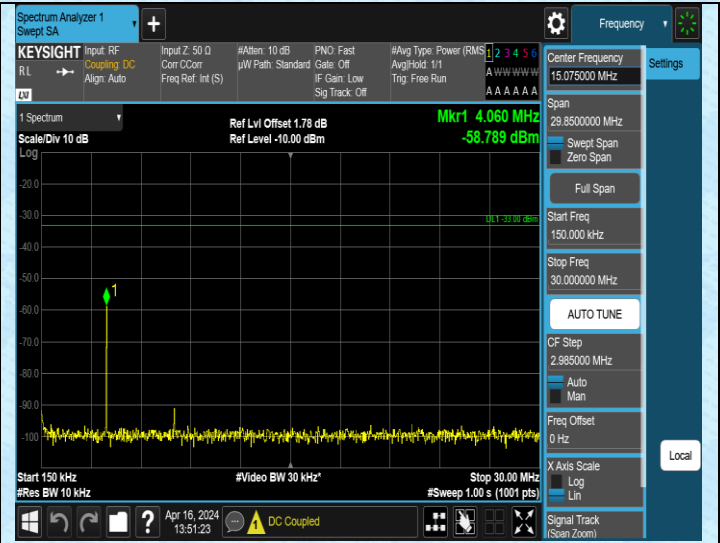 Spectrum Analyzer 1
Swept SA
+
Frequency
KEYSIGHT
RL
LXI
Input: RF
Coupling: DC
Align: Auto
Input Z: 50 Ω
Corr CCorr
Freq Ref: Int (S)
#Atten: 10 dB
µW Path: Standard
PNO: Fast
Gate: Off
IF Gain: Low
Sig Track: Off
#Avg Type: Power (RMS
Avg|Hold: 1/1
Trig: Free Run
1 2 3 4 5 6
A W W W W W
A A A A A A
1 Spectrum
Scale/Div 10 dB
Log
Ref Lvl Offset 1.78 dB
Ref Level -10.00 dBm
Mkr1 4.060 MHz
-58.789 dBm
-20.0
-30.0
DL1 -33.00 dBm
-40.0
-50.0
1
-60.0
-70.0
-80.0
-90.0
-100
Start 150 kHz
#Res BW 10 kHz
#Video BW 30 kHz*
Stop 30.00 MHz
#Sweep 1.00 s (1001 pts)
?
Apr 16, 2024
13:51:23
1
DC Coupled
Center Frequency
15.075000 MHz
Settings
Span
29.8500000 MHz
Swept Span
Zero Span
Full Span
Start Freq
150.000 kHz
Stop Freq
30.000000 MHz
AUTO TUNE
CF Step
2.985000 MHz
Auto
Man
Freq Offset
0 Hz
X Axis Scale
Log
Lin
Local
Signal Track
(Span Zoom)